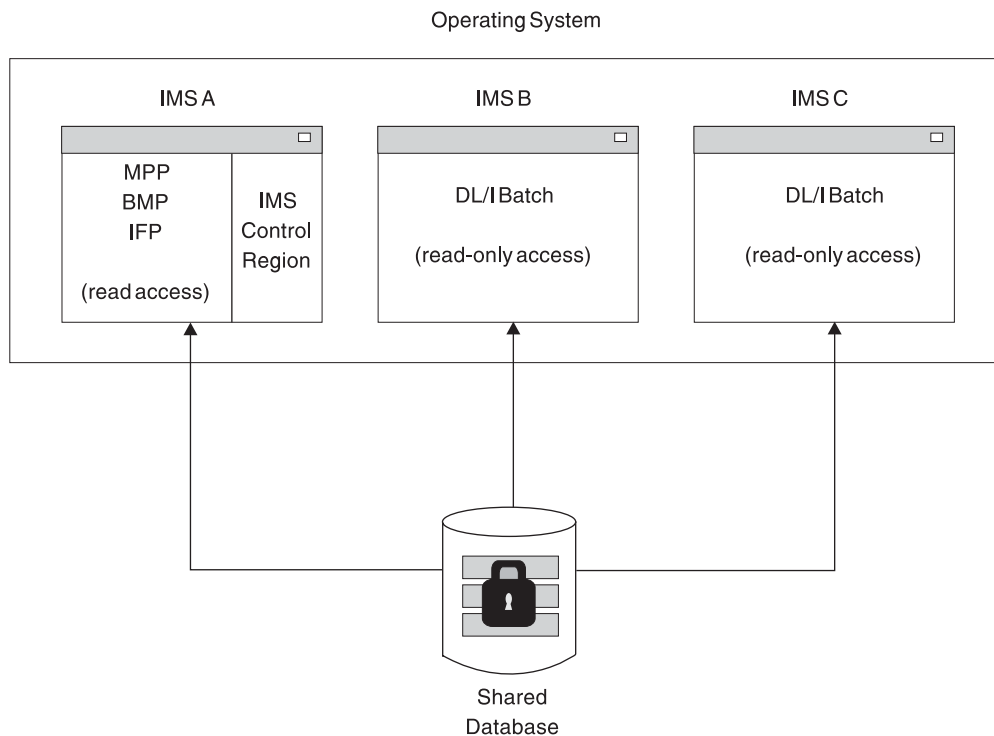 Operating System
IMS A
IMS B
IMS C
MPP
BMP
IFP
(read access)
IMS
Control
Region
DL/I Batch
(read-only access)
DL/I Batch
(read-only access)
Shared
Database